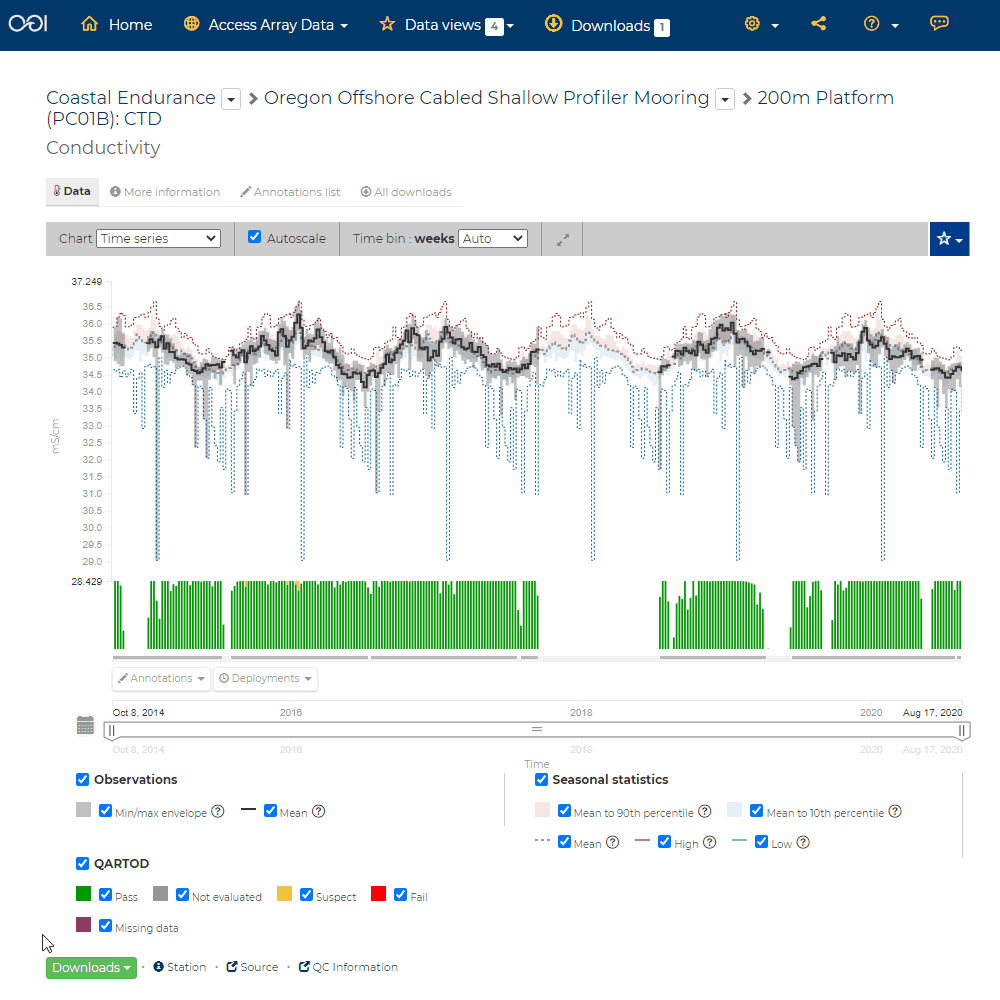 OOI Home Access Array Data Data views 4 Downloads 1
Coastal Endurance > Oregon Offshore Cabled Shallow Profiler Mooring > 200m Platform
(PC01B): CTD
Conductivity
Data More information Annotations list All downloads
Chart Time series Autoscale Time bin : weeks Auto
37.249
36.5
36.0
35.5
35.0
34.5
34.0
33.5
33.0
32.5
32.0
31.5
31.0
30.5
30.0
29.5
29.0
28.429
mS/cm
Annotations Deployments
Oct 8, 2014 2016 2018 2020 Aug 17, 2020
Oct 8, 2014 2016 2018 2020 Aug 17, 2020
Time
Observations
Min/max envelope ? Mean ?
Seasonal statistics
Mean to 90th percentile ? Mean to 10th percentile ?
Mean ? High ? Low ?
QARTOD
Pass Not evaluated Suspect Fail
Missing data
Downloads · Station · Source · QC Information